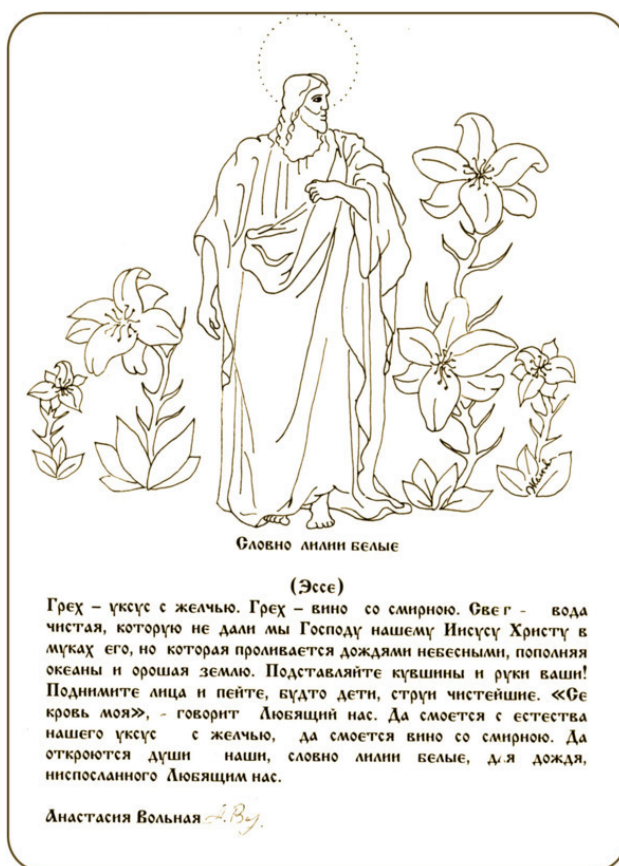 Словно лилии белые
(Эссе)
Грех – уксус с желчью. Грех – вино со смирною. Свет - вода
чистая, которую не дали мы Господу нашему Иисусу Христу в
муках его, но которая проливается дождями небесными, пополняя
океаны и орошая землю. Подставляйте кувшины и руки ваши!
Поднимите лица и пейте, будто дети, струи чистейшие. «Се
кровь моя», - говорит Любящий нас. Да смоется с естества
нашего уксус с желчью, да смоется вино со смирною. Да
откроются души наши, словно лилии белые, для дождя,
ниспосланного Любящим нас.
Анастасия Вольная